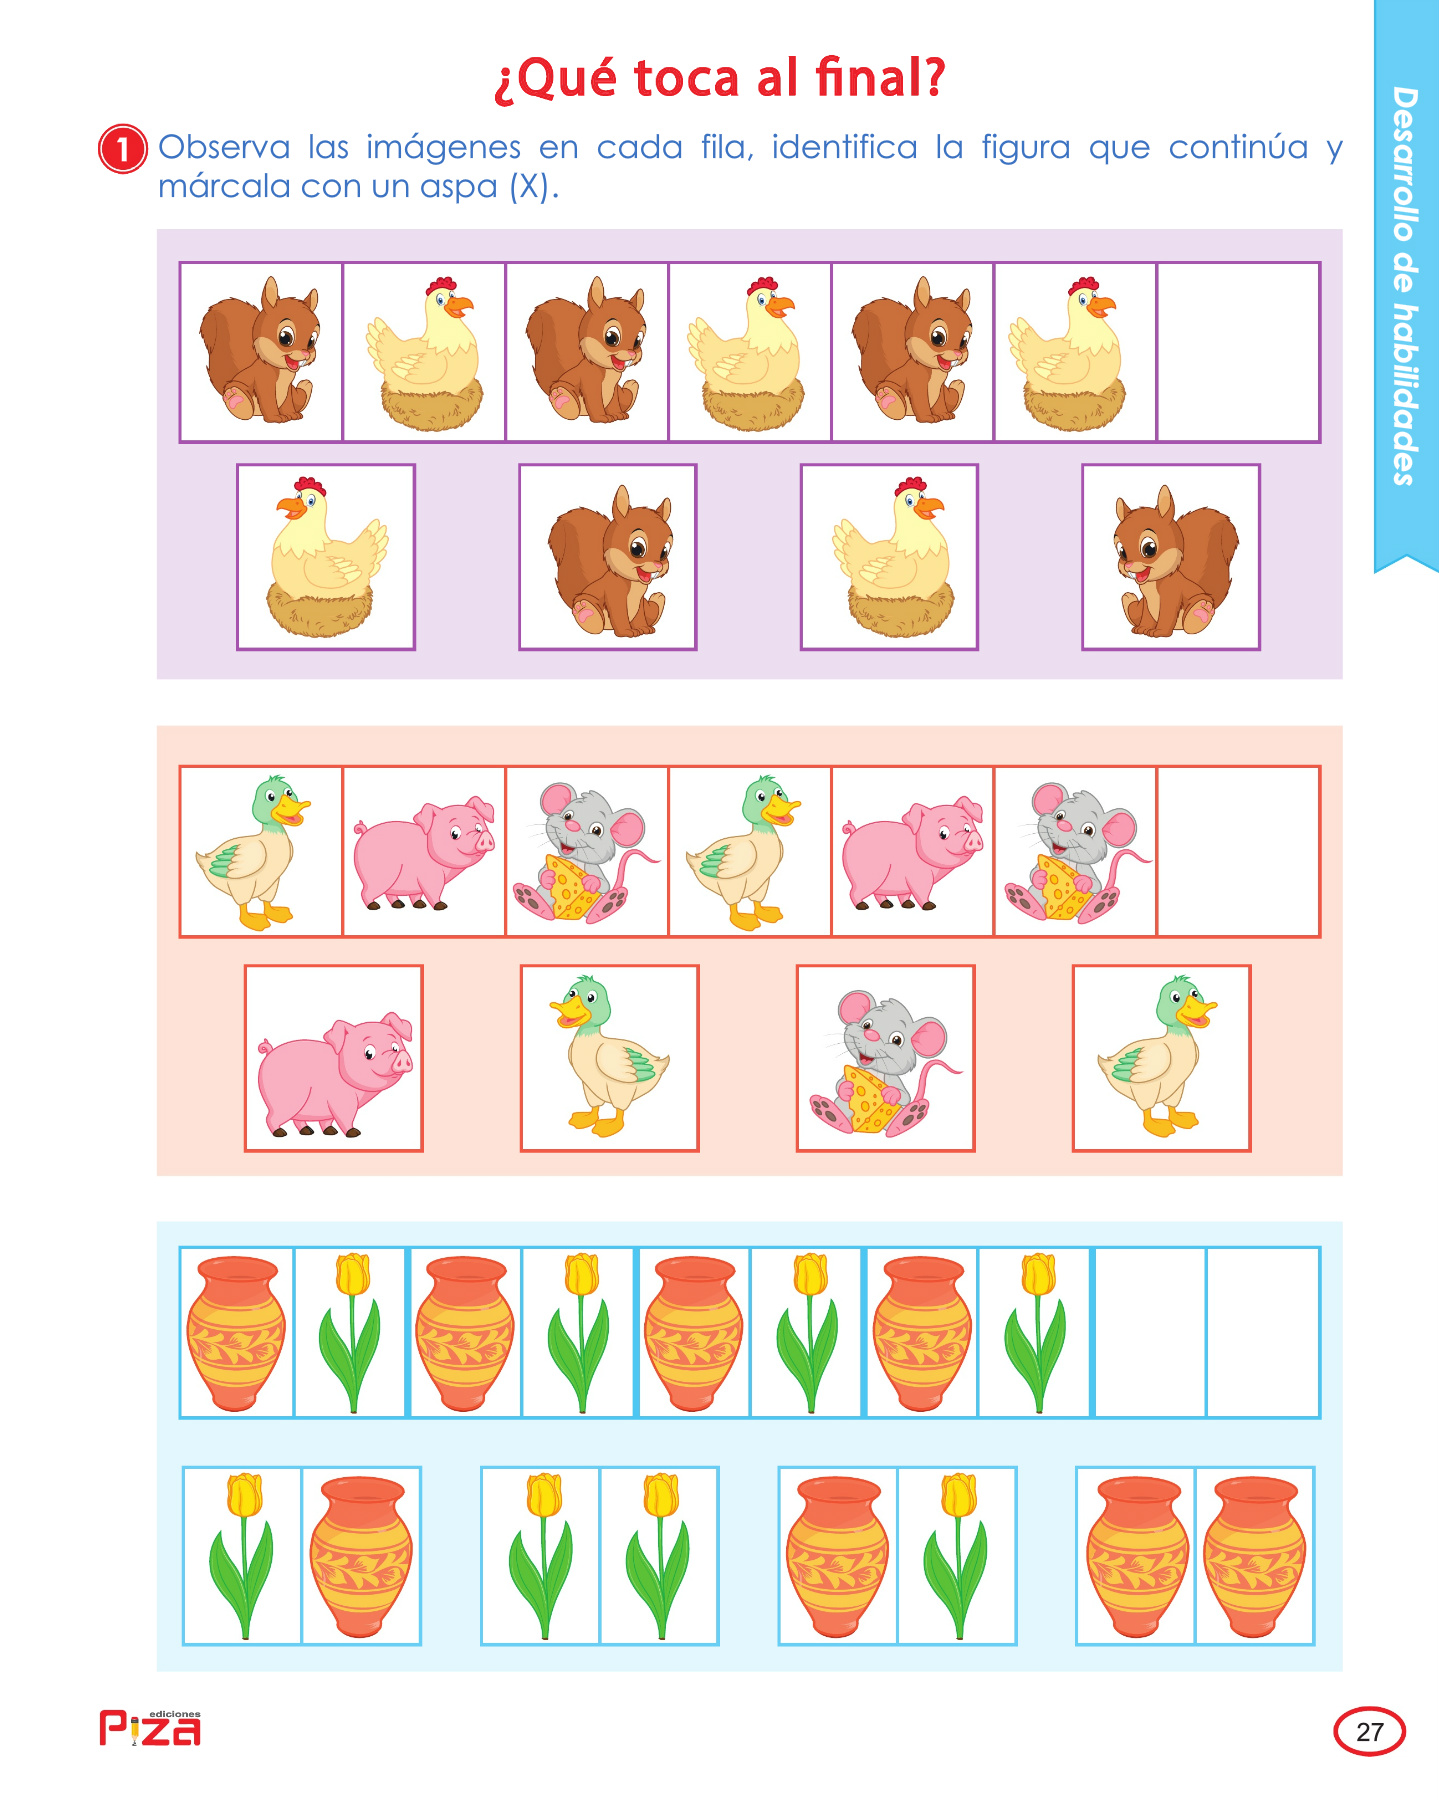 ¿Qué toca al final?
1 Observa las imágenes en cada fila, identifica la figura que continúa y
márcala con un aspa (X).
Desarrollo de habilidades
ediciones
Piza
27